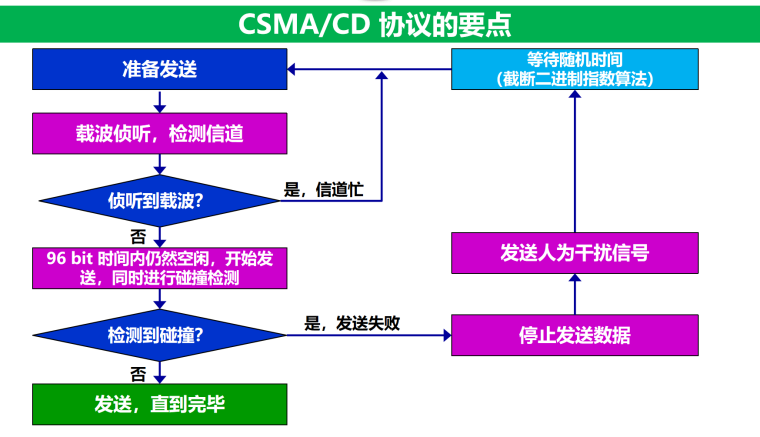 CSMA/CD 协议的要点
准备发送
等待随机时间
（截断二进制指数算法）
载波侦听，检测信道
侦听到载波？
是，信道忙
否
96 bit 时间内仍然空闲，开始发
送，同时进行碰撞检测
发送人为干扰信号
检测到碰撞？
是，发送失败
停止发送数据
否
发送，直到完毕